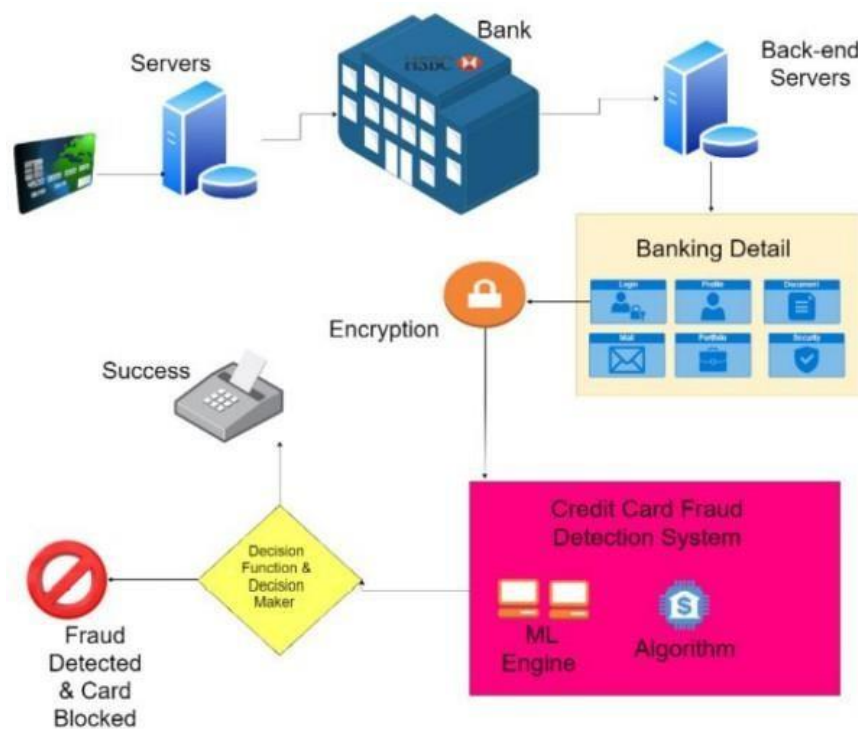 Bank
Servers
Back-end
Servers
HSBC
Banking Detail
Login
Profile
Document
Mail
Portfolio
Security
Encryption
Success
Credit Card Fraud
Detection System
ML
Engine
Algorithm
Decision
Function &
Decision
Maker
Fraud
Detected
& Card
Blocked